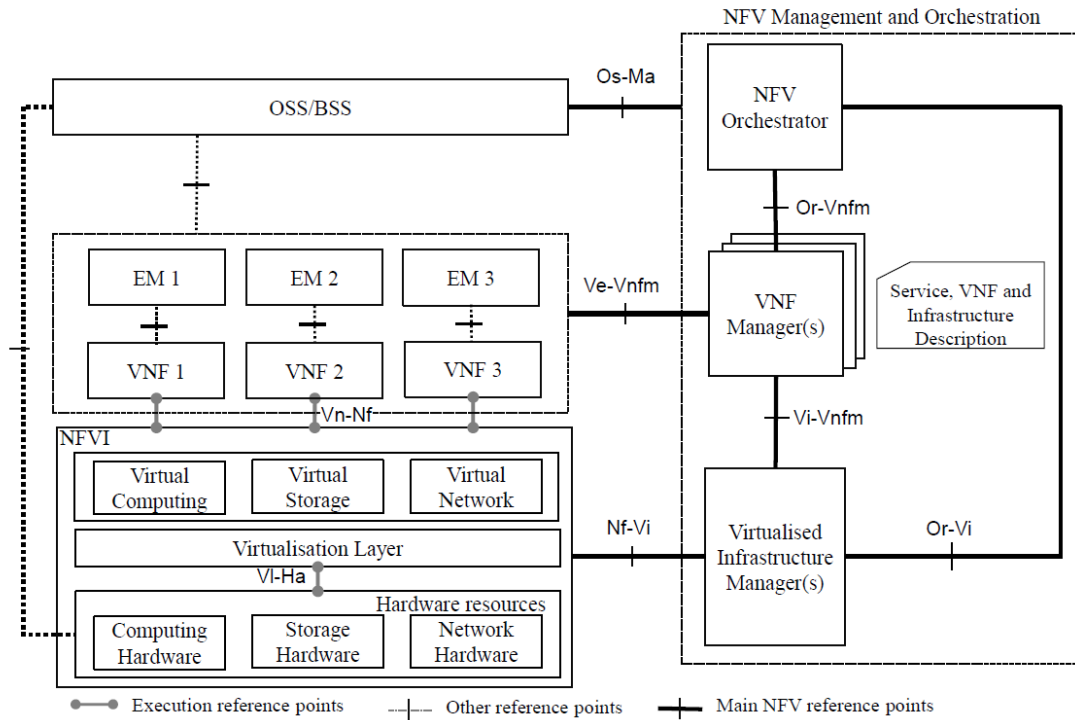 NFV Management and Orchestration
Os-Ma
OSS/BSS
NFV
Orchestrator
Or-Vnfm
EM 1
EM 2
EM 3
Ve-Vnfm
VNF
Manager(s)
Service, VNF and
Infrastructure
Description
VNF 1
VNF 2
VNF 3
Vn-Nf
Vi-Vnfm
NFVI
Virtual
Computing
Virtual
Storage
Virtual
Network
Nf-Vi
Virtualised
Infrastructure
Manager(s)
Or-Vi
Virtualisation Layer
Vl-Ha
Hardware resources
Computing
Hardware
Storage
Hardware
Network
Hardware
Execution reference points
Other reference points
Main NFV reference points